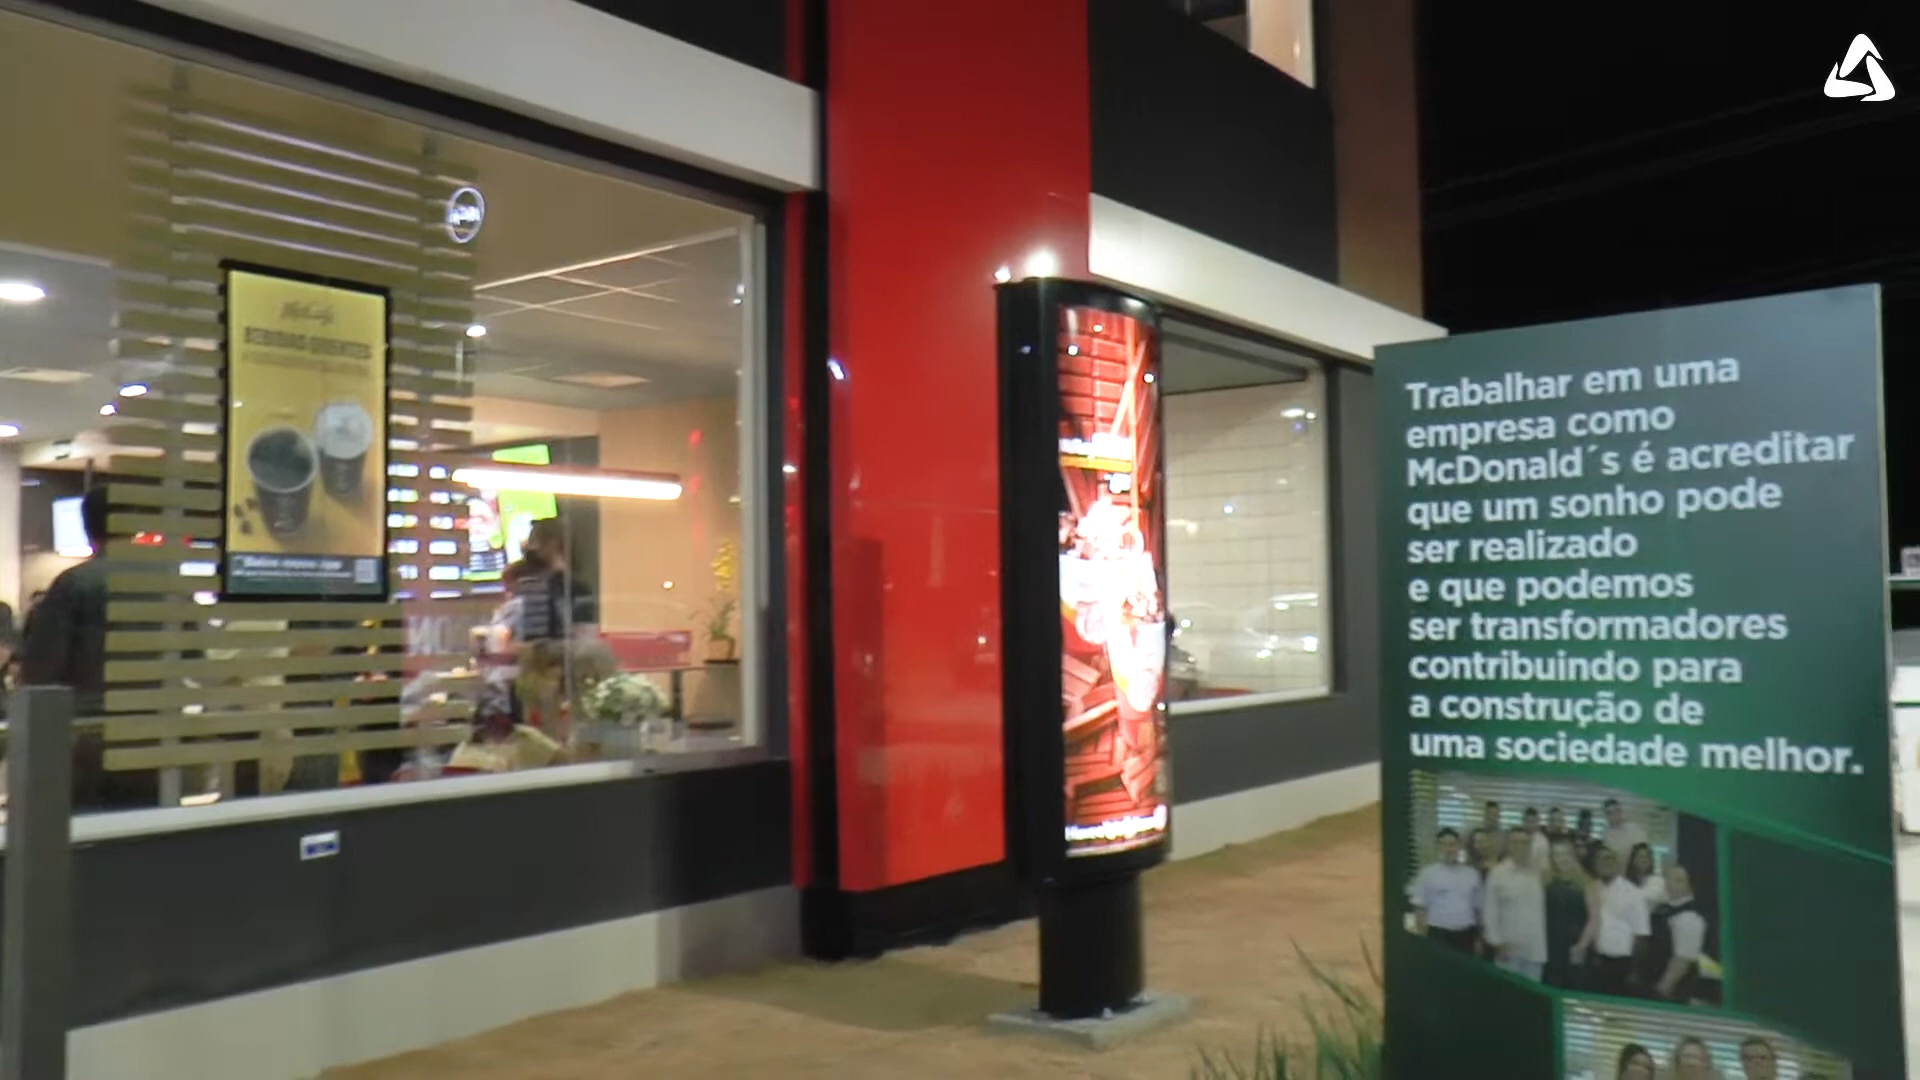 BEBIDAS QUENTES
Trabalhar em uma
empresa como
McDonald´s é acreditar
que um sonho pode
ser realizado
e que podemos
ser transformadores
contribuindo para
a construção de
uma sociedade melhor.